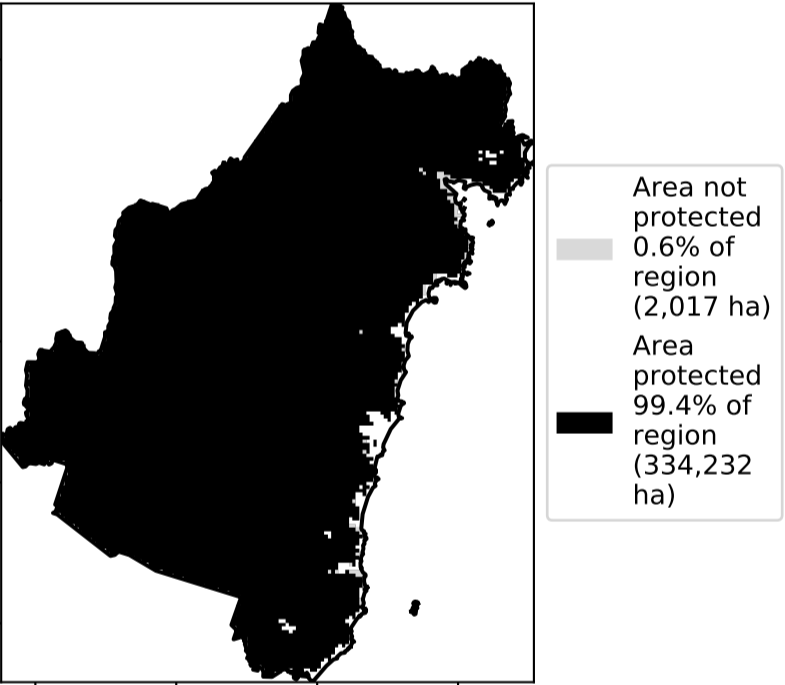 Area not
protected
0.6% of
region
(2,017 ha)
Area
protected
99.4% of
region
(334,232
ha)